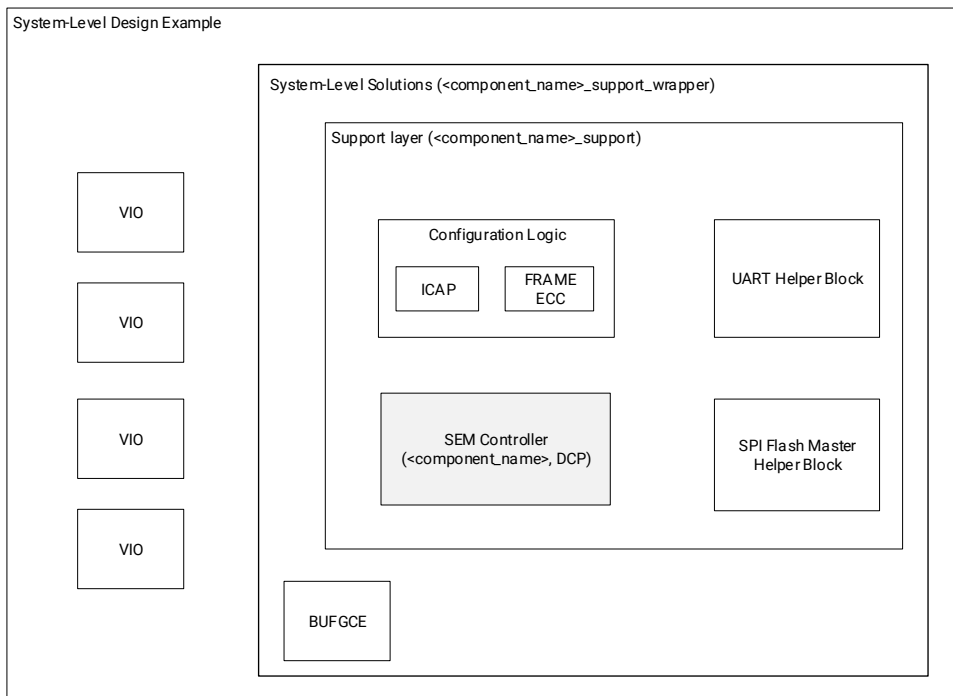 System-Level Design Example
System-Level Solutions (<component_name>_support_wrapper)
Support layer (<component_name>_support)
VIO
VIO
VIO
VIO
Configuration Logic
ICAP
FRAME
ECC
UART Helper Block
SEM Controller
(<component_name>, DCP)
SPI Flash Master
Helper Block
BUFGCE